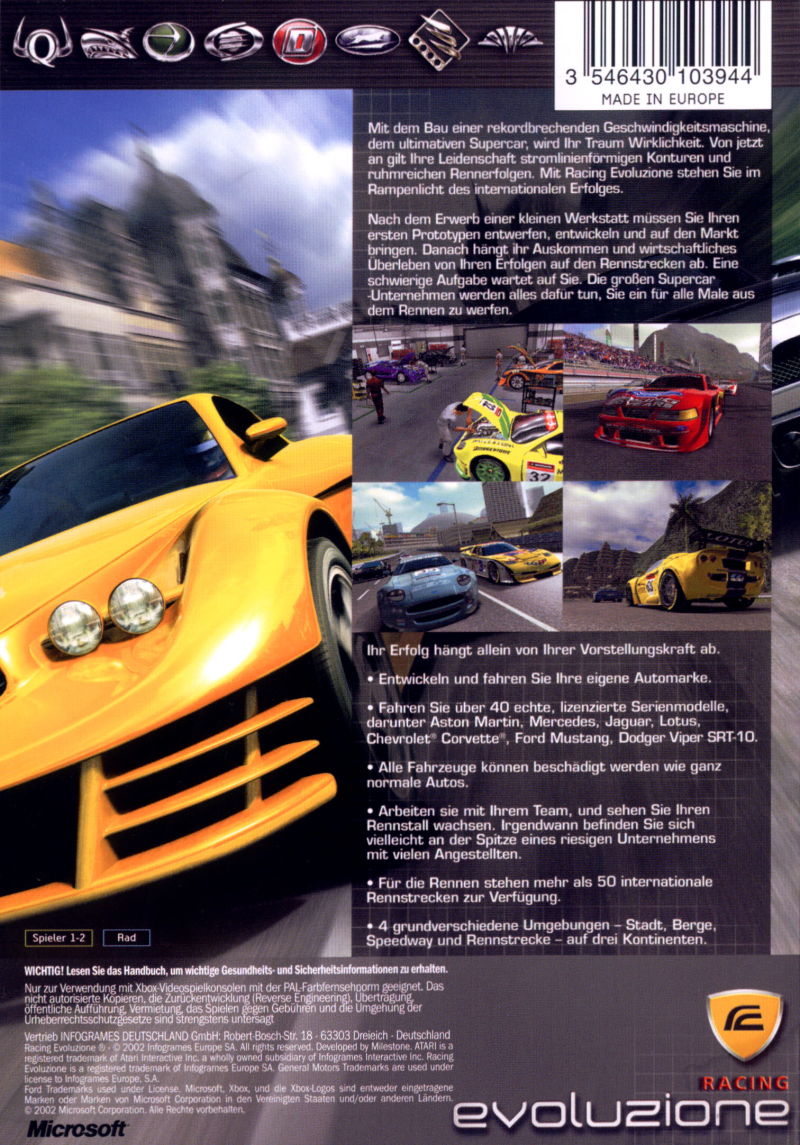 3 546430 103944
MADE IN EUROPE
Mit dem Bau einer rekordbrechenden Geschwindigkeitsmaschine,
dem ultimativen Supercar, wird Ihr Traum Wirklichkeit. Von jetzt
an gilt Ihre Leidenschaft stromlinienförmigen Konturen und
ruhmreichen Rennerfolgen. Mit Racing Evoluzione stehen Sie im
Rampenlicht des internationalen Erfolges.
Nach dem Erwerb einer kleinen Werkstatt müssen Sie Ihren
ersten Prototypen entwerfen, entwickeln und auf den Markt
bringen. Danach hängt ihr Auskommen und wirtschaftliches
Überleben von Ihren Erfolgen auf den Rennstrecken ab. Eine
schwierige Aufgabe wartet auf Sie. Die großen Supercar
-Unternehmen werden alles dafür tun, Sie ein für alle Male aus
dem Rennen zu werfen.
32
LOTUS
Ihr Erfolg hängt allein von Ihrer Vorstellungskraft ab.
• Entwickeln und fahren Sie Ihre eigene Automarke.
• Fahren Sie über 40 echte, lizenzierte Serienmodelle,
darunter Aston Martin, Mercedes, Jaguar, Lotus,
Chevrolet® Corvette®, Ford Mustang, Dodger Viper SRT-10.
• Alle Fahrzeuge können beschädigt werden wie ganz
normale Autos.
• Arbeiten sie mit Ihrem Team, und sehen Sie Ihren
Rennstall wachsen. Irgendwann befinden Sie sich
vielleicht an der Spitze eines riesigen Unternehmens
mit vielen Angestellten.
• Für die Rennen stehen mehr als 50 internationale
Rennstrecken zur Verfügung.
• 4 grundverschiedene Umgebungen – Stadt, Berge,
Speedway und Rennstrecke – auf drei Kontinenten.
Spieler 1-2 Rad
WICHTIG! Lesen Sie das Handbuch, um wichtige Gesundheits- und Sicherheitsinformationen zu erhalten.
Nur zur Verwendung mit Xbox-Videospielkonsolen mit der PAL-Farbfernsehnorm geeignet. Das
nicht autorisierte Kopieren, die Zurückentwicklung (Reverse Engineering), Übertragung,
öffentliche Aufführung, Vermietung, das Spielen gegen Gebühren und die Umgehung der
Urheberrechtsschutzgesetze sind strengstens untersagt
Vertrieb INFOGRAMES DEUTSCHLAND GmbH: Robert-Bosch-Str. 18 - 63303 Dreieich - Deutschland
Racing Evoluzione ® - © 2002 Infogrames Europe SA. All rights reserved. Developed by Milestone. ATARI is a
registered trademark of Atari Interactive Inc. a wholly owned subsidiary of Infogrames Interactive Inc. Racing
Evoluzione is a registered trademark of Infogrames Europe SA. General Motors Trademarks are used under
license to Infogrames Europe, S.A.
Ford Trademarks used under License. Microsoft, Xbox, und die Xbox-Logos sind entweder eingetragene
Marken oder Marken von Microsoft Corporation in den Vereinigten Staaten und/oder anderen Ländern.
© 2002 Microsoft Corporation. Alle Rechte vorbehalten.
Microsoft
RACING
evoluzione